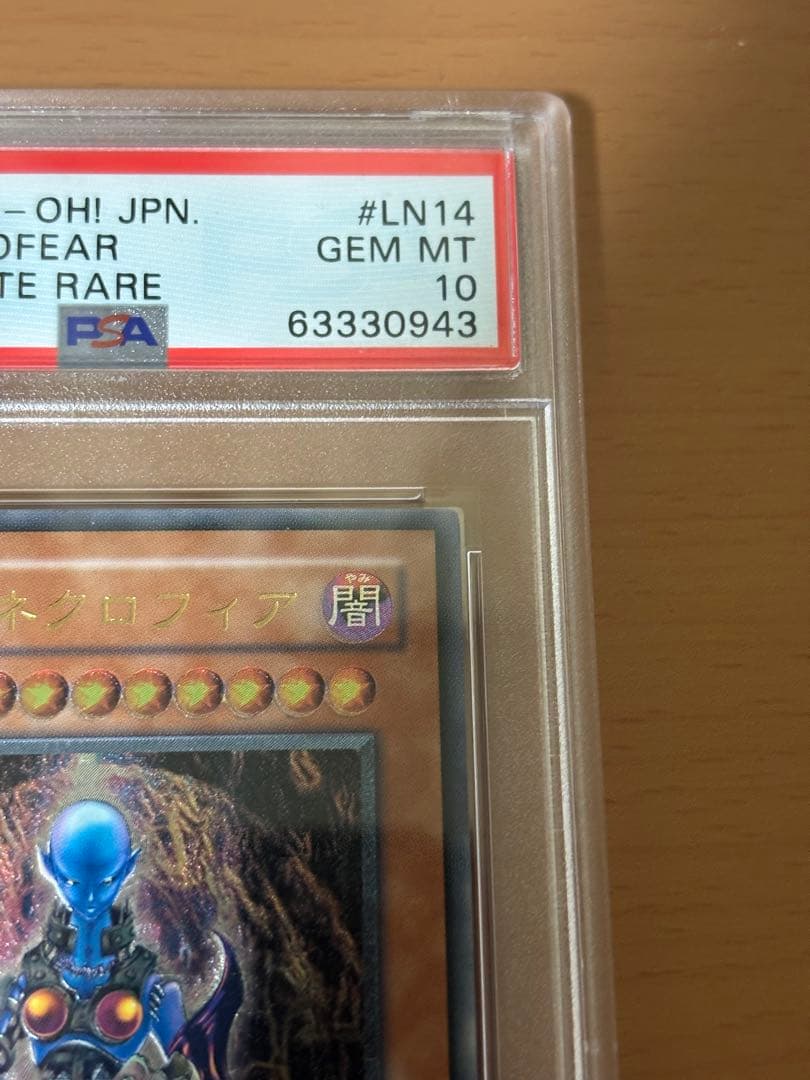 –OH! JPN. #LN14
OFEAR GEM MT
TE RARE 10
PSA 63330943
ネクロフィア
やみ
闇